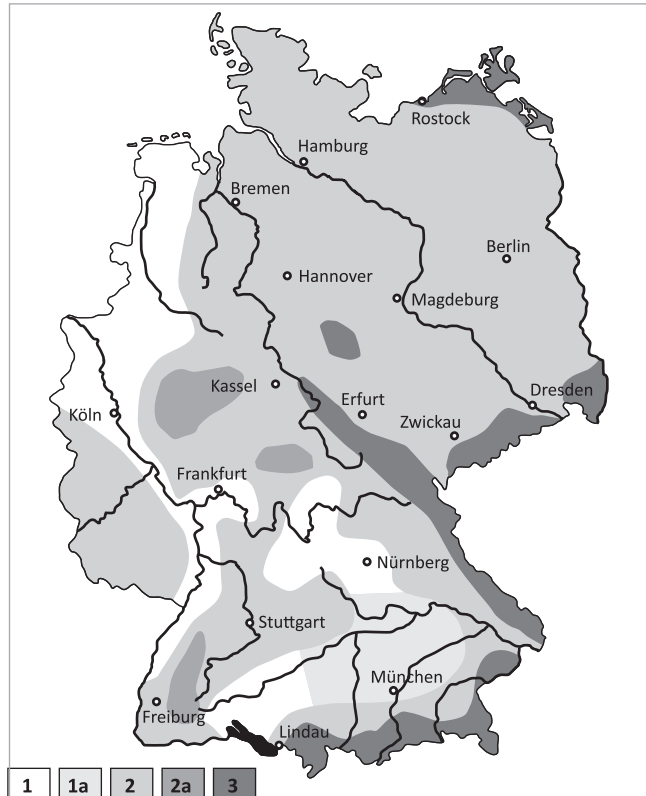 Rostock
Hamburg
Bremen
Berlin
Hannover
Magdeburg
Kassel
Dresden
Erfurt
Köln
Zwickau
Frankfurt
Nürnberg
Stuttgart
München
Freiburg
Lindau
1 1a 2 2a 3